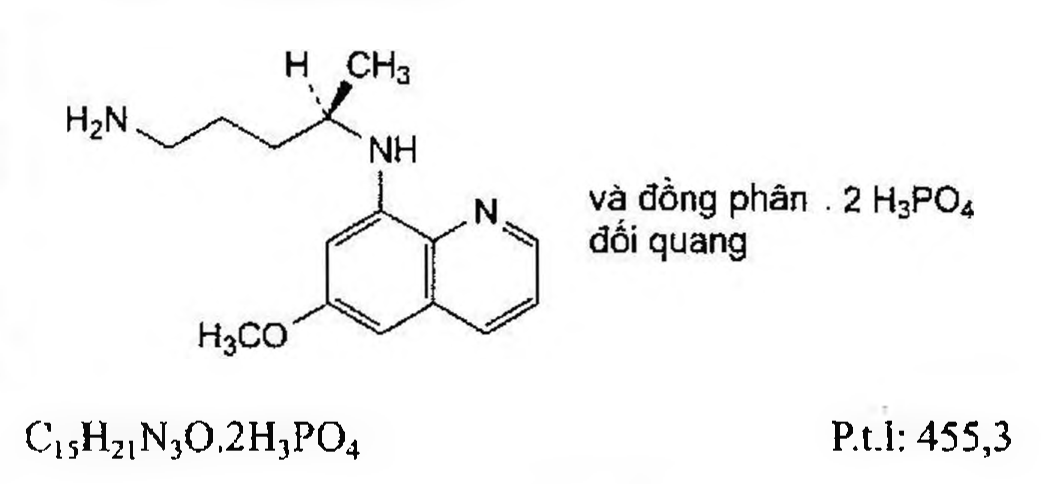 H CH₃
H₂N
NH
N
và đồng phân . 2 H₃PO₄
đối quang
H₃CO
C₁₅H₂₁N₃O.2H₃PO₄
P.t.l: 455,3